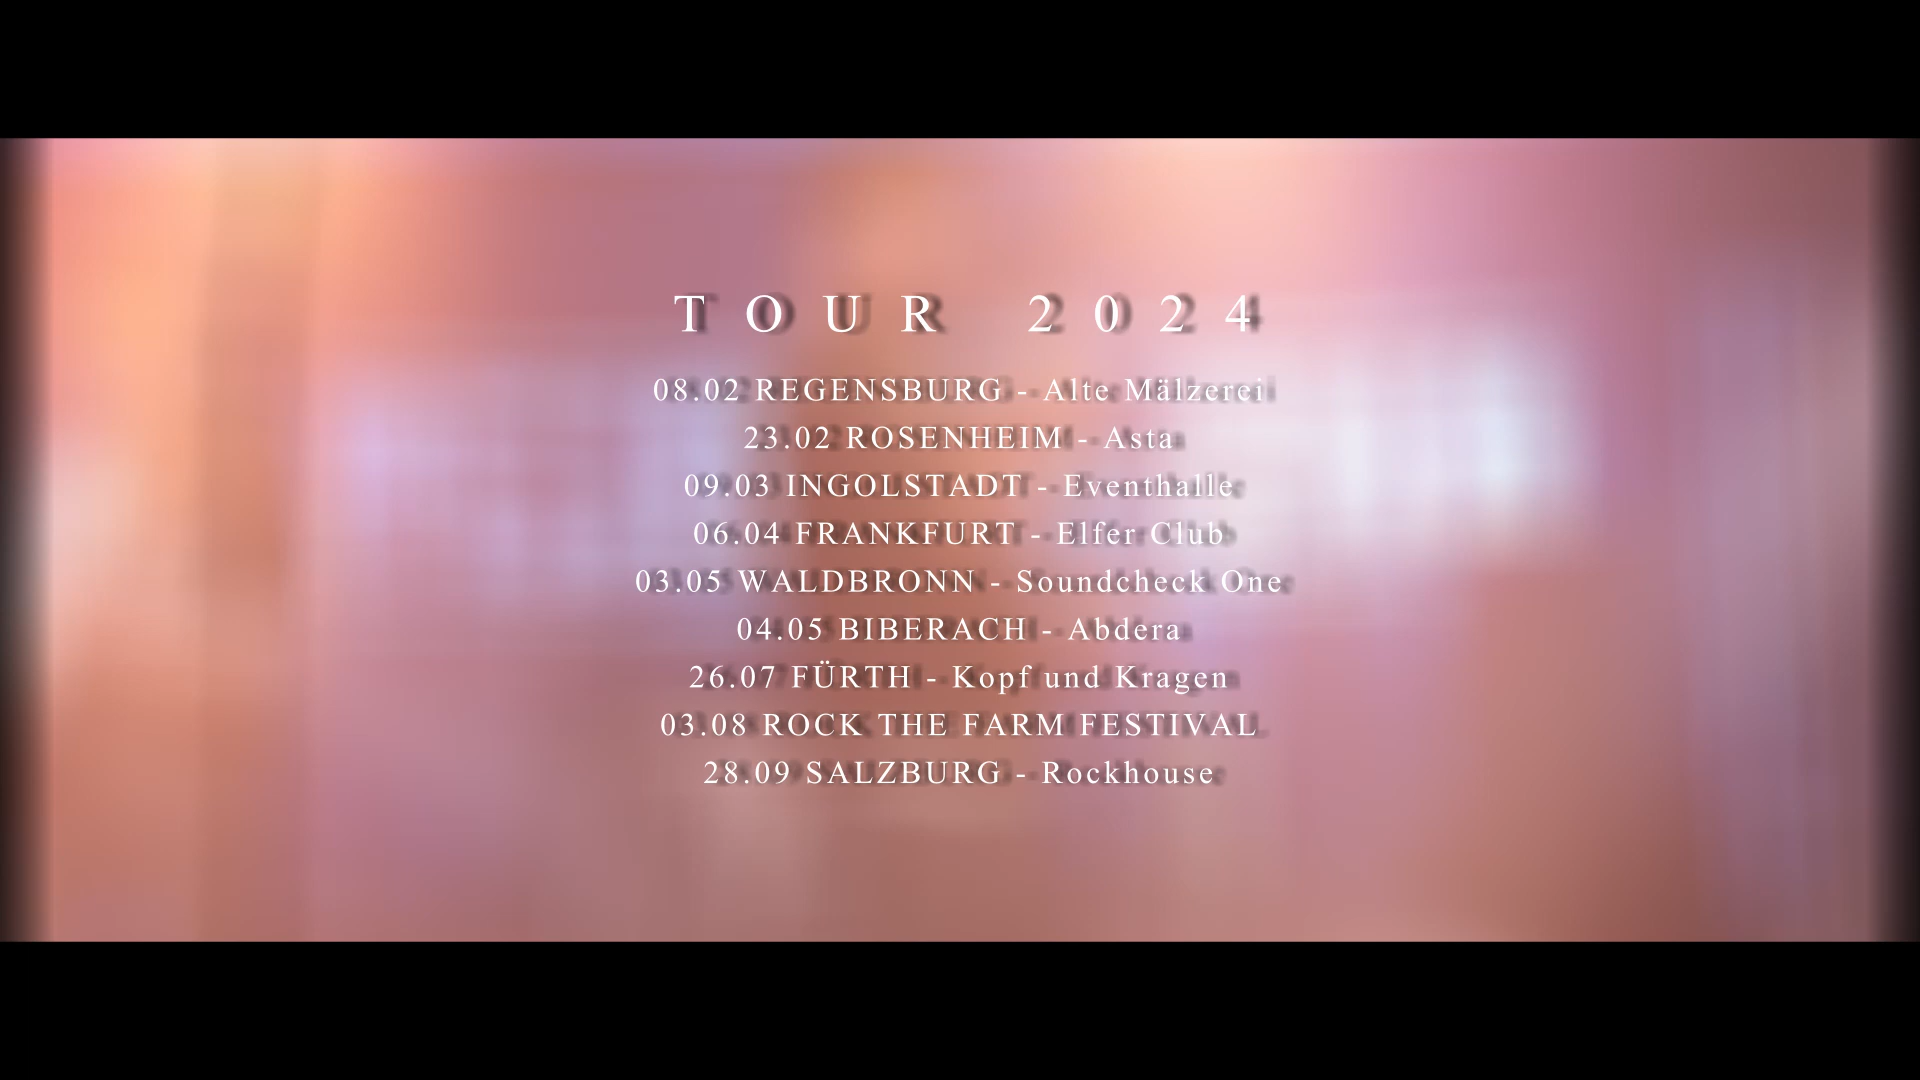 TOUR 2024
08.02 REGENSBURG - Alte Mälzerei
23.02 ROSENHEIM - Asta
09.03 INGOLSTADT - Eventhalle
06.04 FRANKFURT - Elfer Club
03.05 WALDBRONN - Soundcheck One
04.05 BIBERACH - Abdera
26.07 FÜRTH - Kopf und Kragen
03.08 ROCK THE FARM FESTIVAL
28.09 SALZBURG - Rockhouse